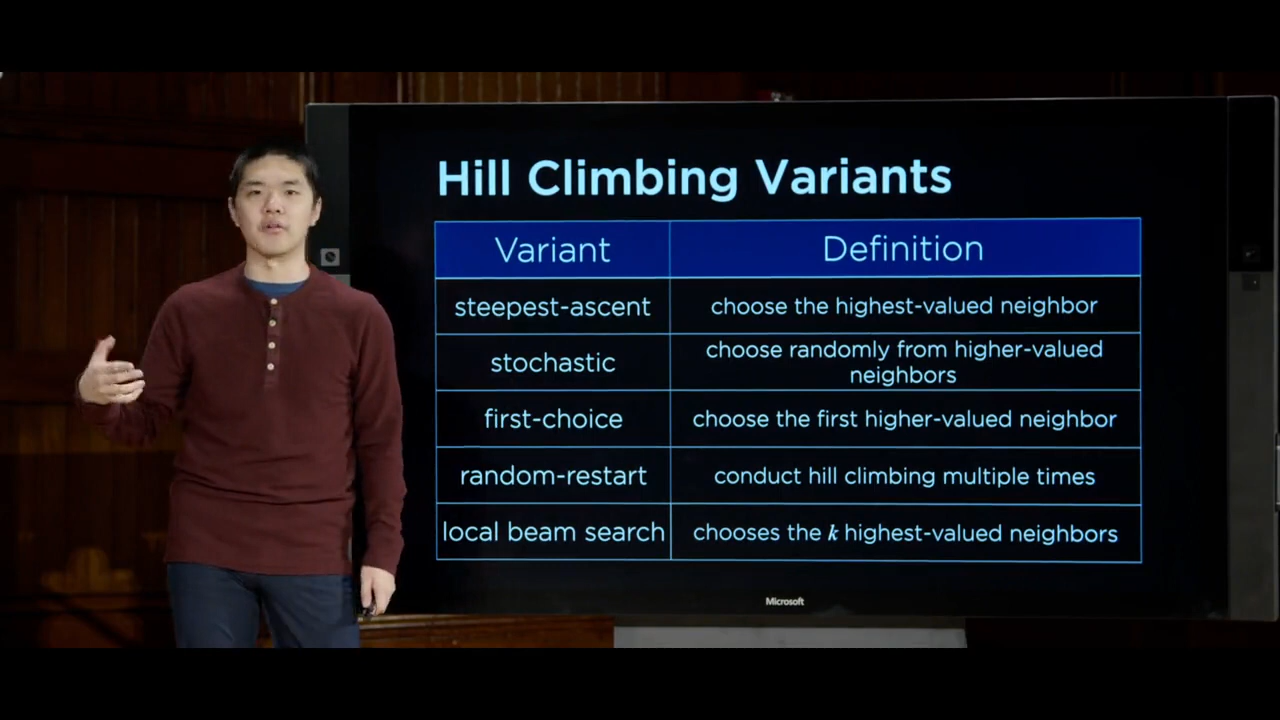 Hill Climbing Variants
Variant
Definition
steepest-ascent
choose the highest-valued neighbor
stochastic
choose randomly from higher-valued
neighbors
first-choice
choose the first higher-valued neighbor
random-restart
conduct hill climbing multiple times
local beam search
chooses the k highest-valued neighbors
Microsoft